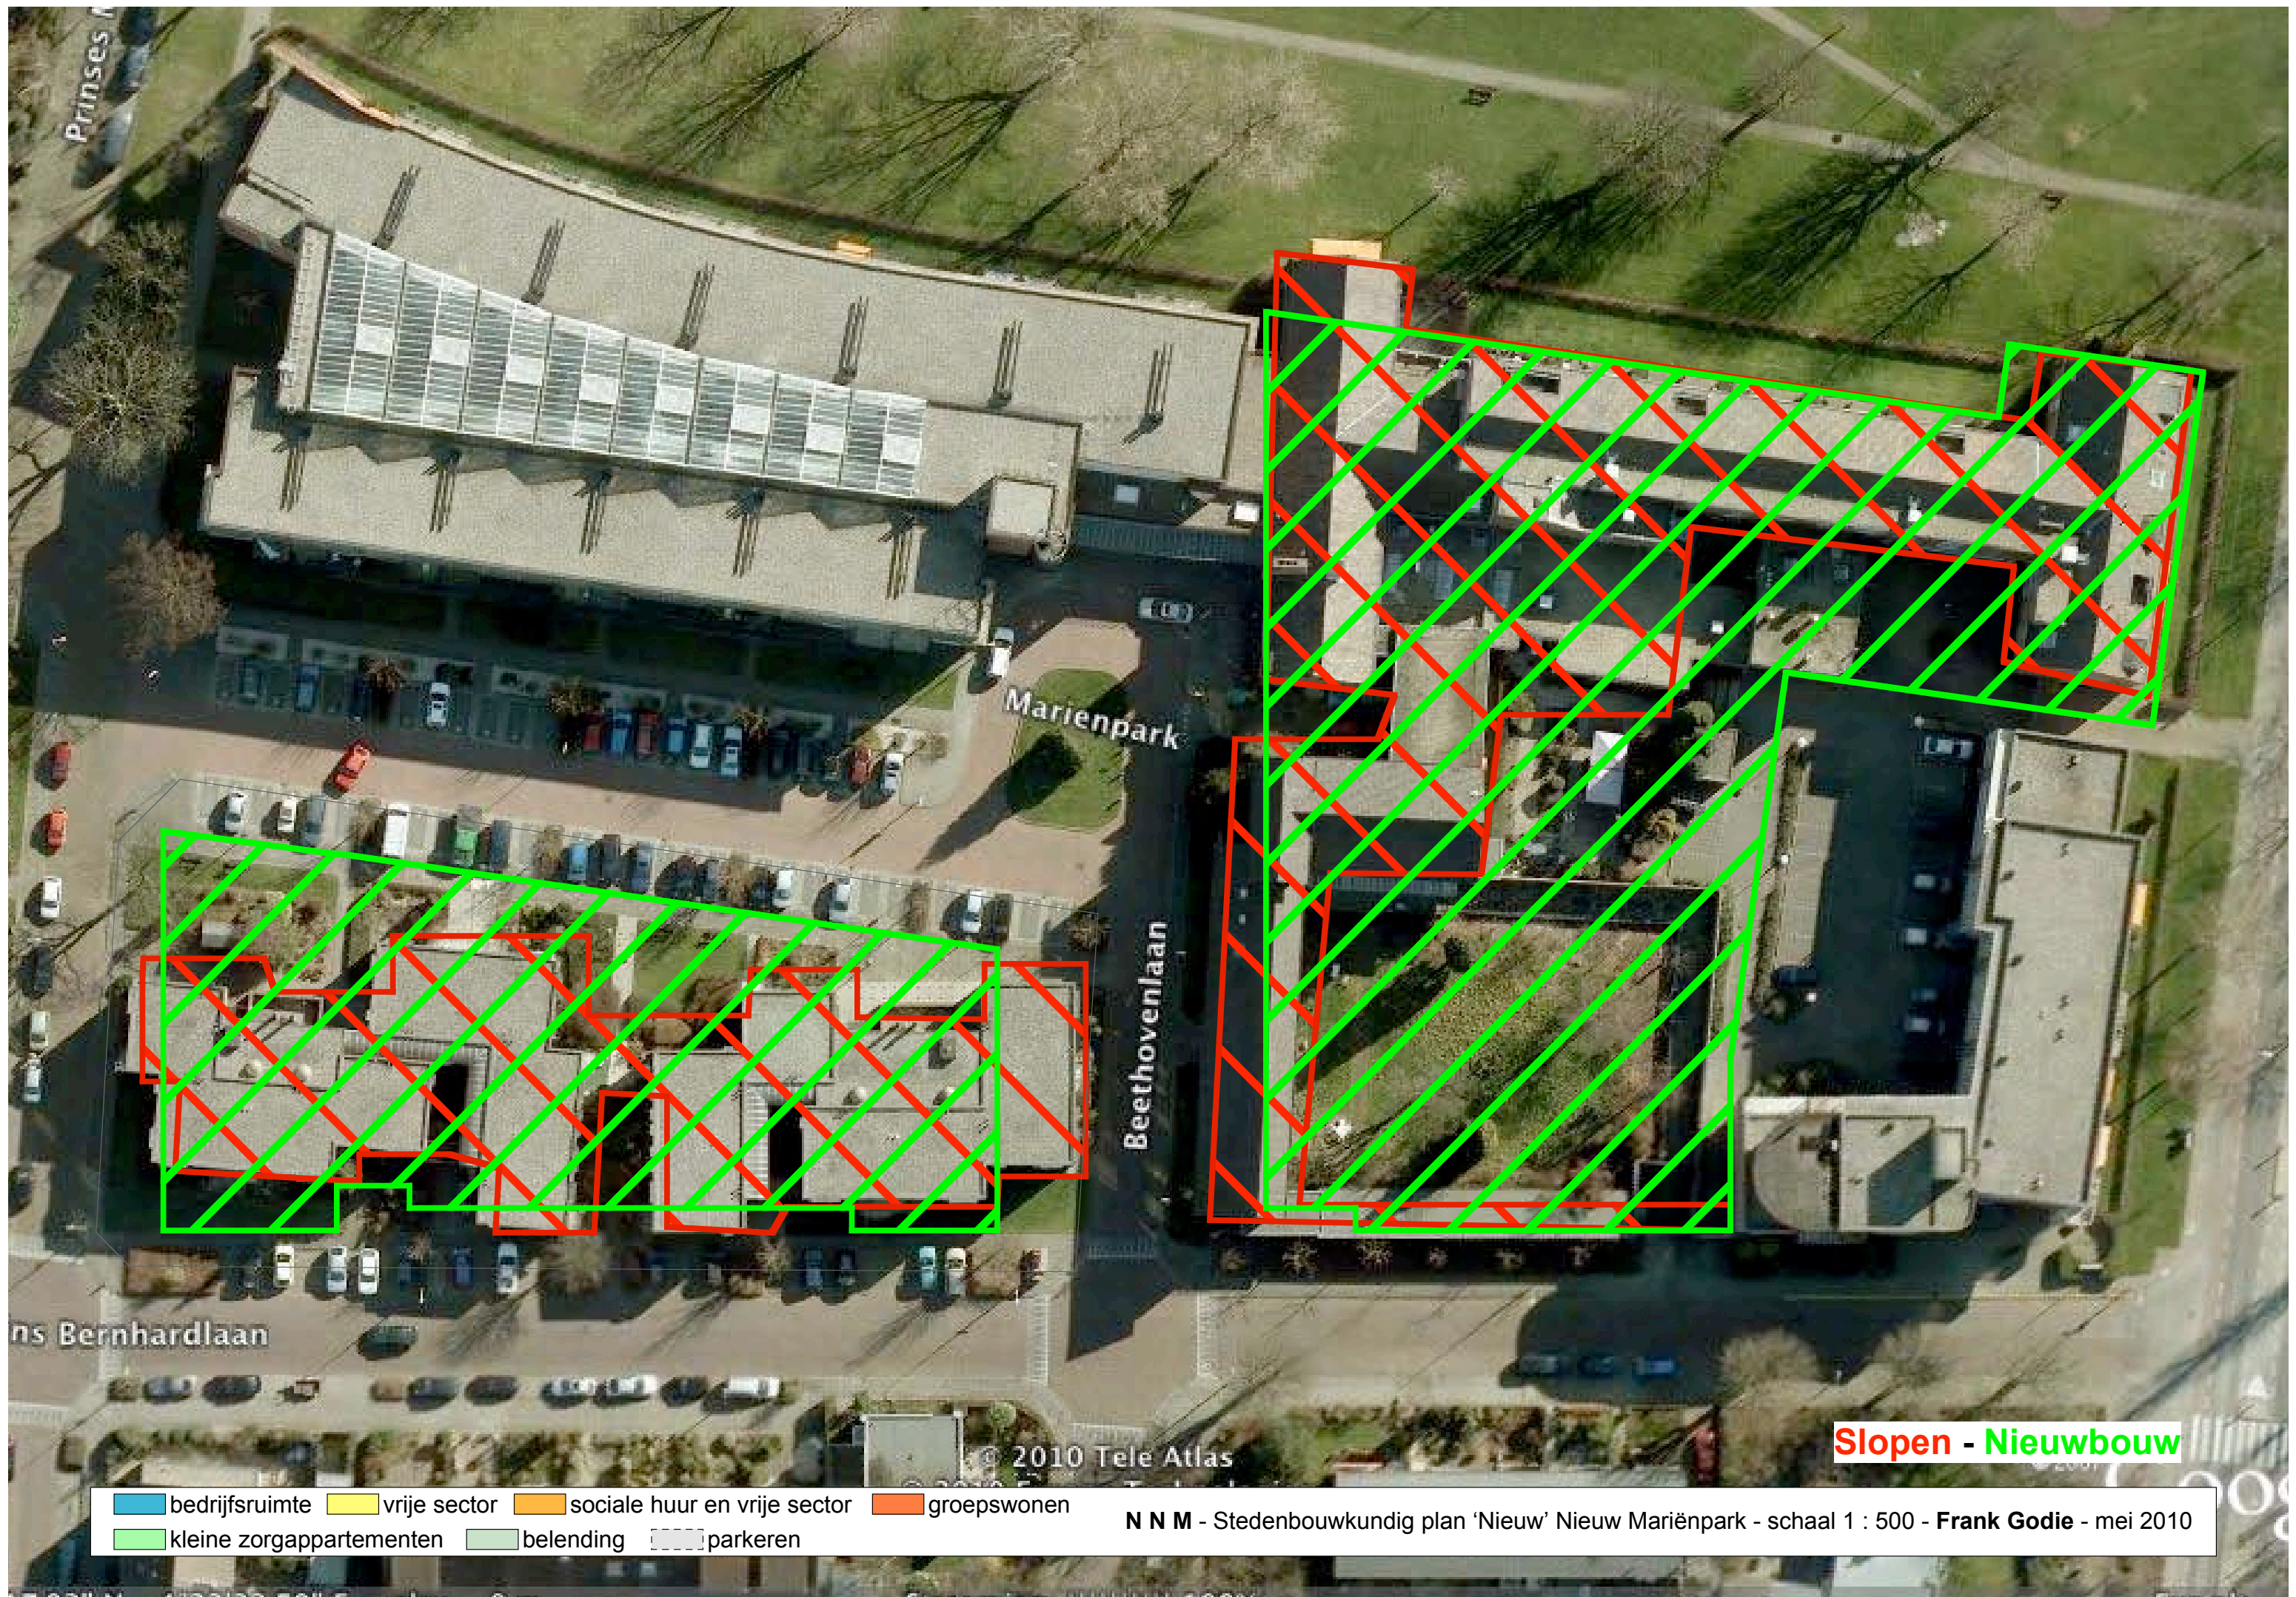 Prinses
Marienpark
Beethovenlaan
ns Bernhardlaan
© 2010 Tele Atlas
Slopen - Nieuwbouw
bedrijfsruimte vrije sector sociale huur en vrije sector groepswonen
kleine zorgappartementen belending parkeren
N N M - Stedenbouwkundig plan ‘Nieuw’ Nieuw Mariënpark - schaal 1 : 500 - Frank Godie - mei 2010